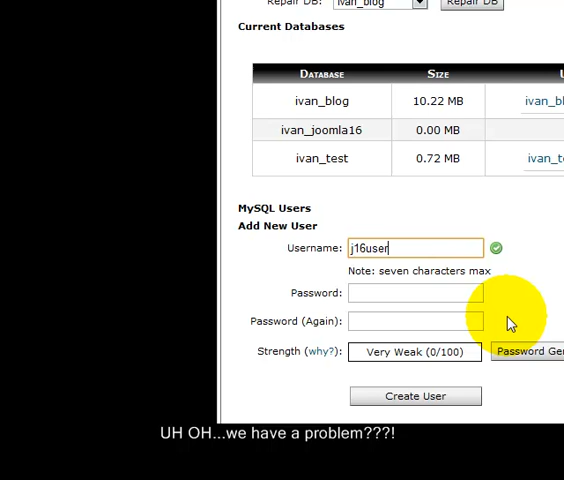 Repair DB: ivan_blog Repair DB
Current Databases
DATABASE SIZE
ivan_blog 10.22 MB ivan_bl
ivan_joomla16 0.00 MB
ivan_test 0.72 MB ivan_t
MySQL Users
Add New User
Username: j16user
Note: seven characters max
Password:
Password (Again):
Strength (why?): Very Weak (0/100) Password Ge
Create User
UH OH...we have a problem???!